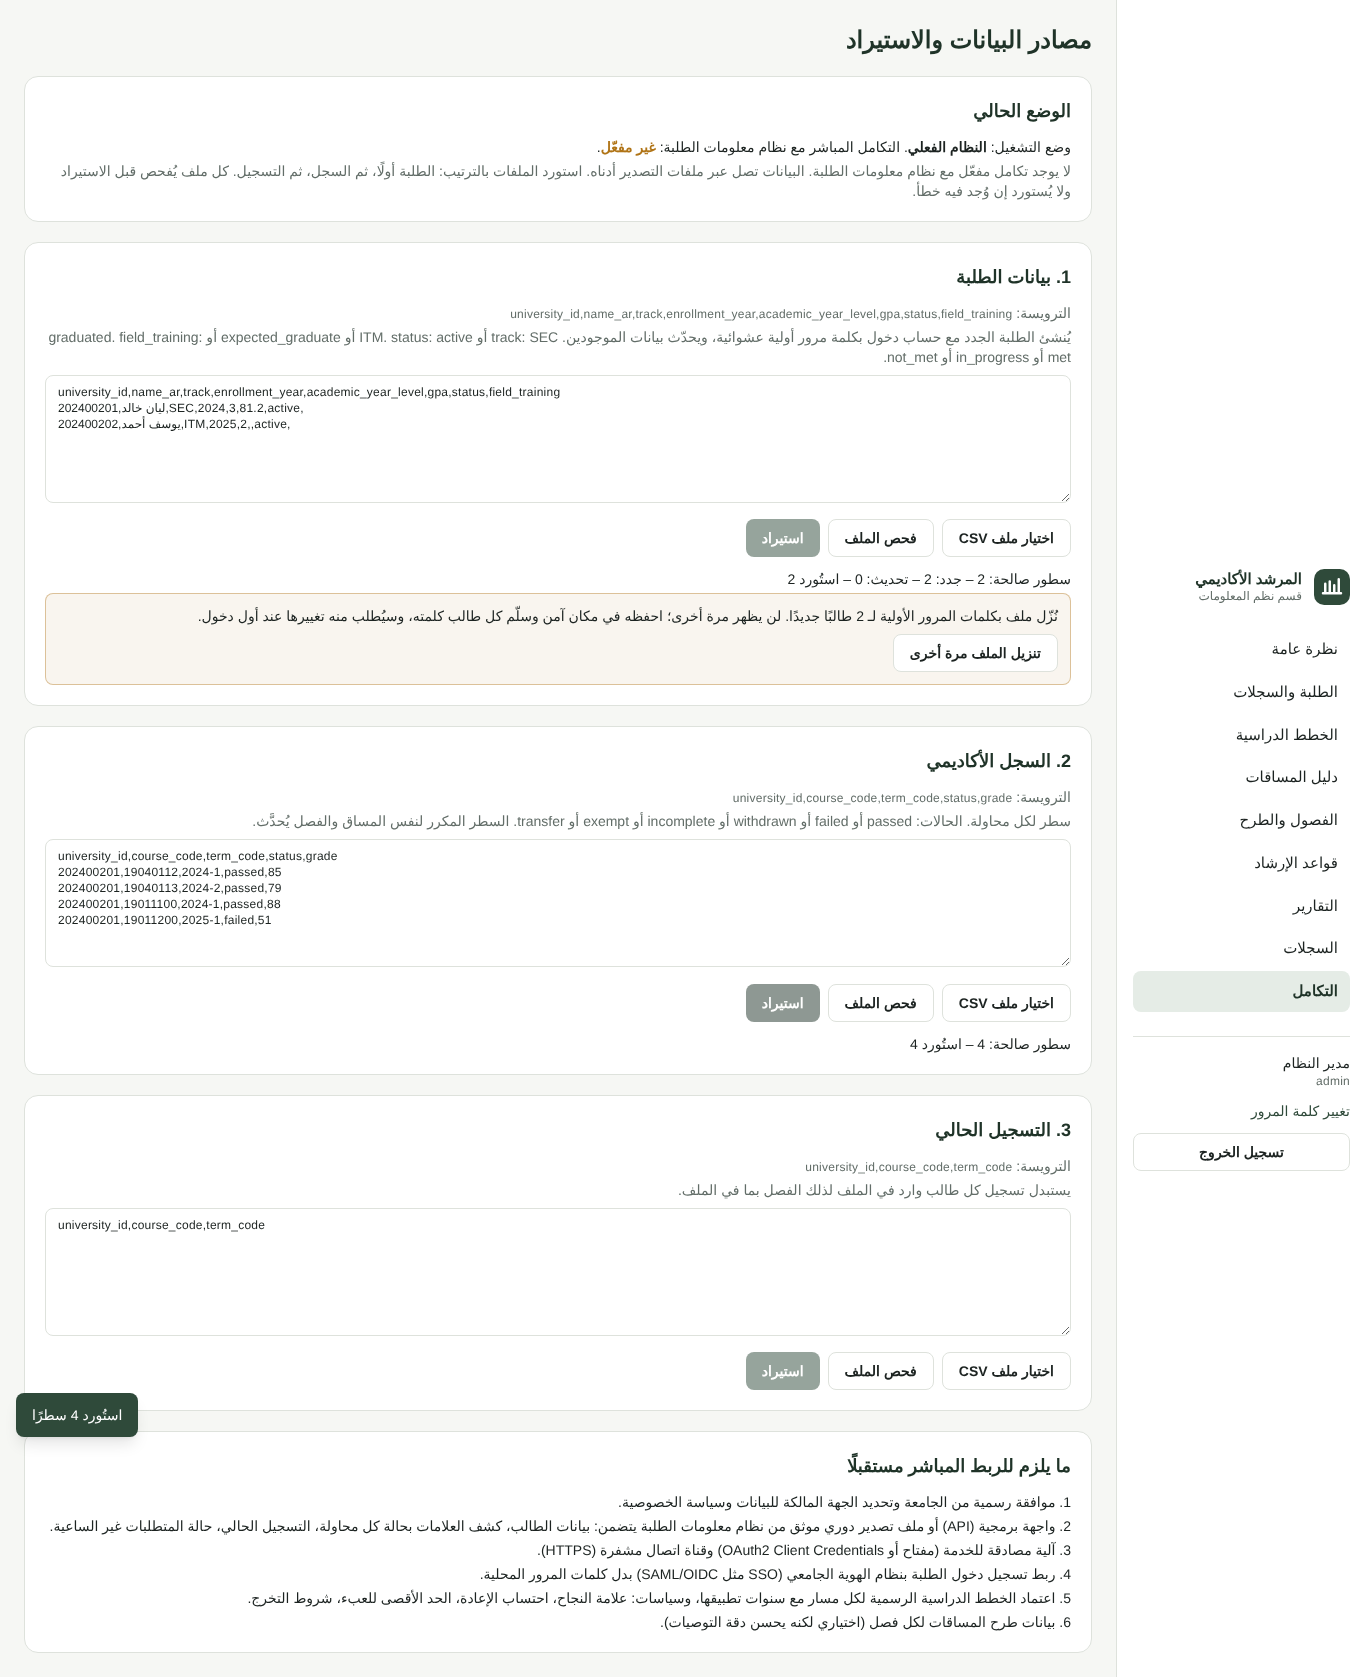 المرشد الأكاديمي
قسم نظم المعلومات
نظرة عامة
الطلبة والسجلات
الخطط الدراسية
دليل المساقات
الفصول والطرح
قواعد الإرشاد
التقارير
السجلات
التكامل
مدير النظام
admin
تغيير كلمة المرور
تسجيل الخروج
مصادر البيانات والاستيراد
الوضع الحالي
وضع التشغيل: النظام الفعلي. التكامل المباشر مع نظام معلومات الطلبة: غير مفعّل.
لا يوجد تكامل مفعّل مع نظام معلومات الطلبة. البيانات تصل عبر ملفات التصدير أدناه. استورد الملفات بالترتيب: الطلبة أولًا، ثم السجل، ثم التسجيل. كل ملف يُفحص قبل الاستيراد
ولا يُستورد إن وُجد فيه خطأ.
1. بيانات الطلبة
الترويسة: university_id,name_ar,track,enrollment_year,academic_year_level,gpa,status,field_training
يُنشئ الطلبة الجدد مع حساب دخول بكلمة مرور أولية عشوائية، ويحدّث بيانات الموجودين. track: SEC أو ITM. status: active أو expected_graduate أو graduated. field_training:
met أو in_progress أو not_met.
university_id,name_ar,track,enrollment_year,academic_year_level,gpa,status,field_training
202400201,ليان خالد,SEC,2024,3,81.2,active,
202400202,يوسف أحمد,ITM,2025,2,,active,
اختيار ملف CSV
فحص الملف
استيراد
سطور صالحة: 2 – جدد: 2 – تحديث: 0 – استُورد 2
نُزّل ملف بكلمات المرور الأولية لـ 2 طالبًا جديدًا. لن يظهر مرة أخرى؛ احفظه في مكان آمن وسلّم كل طالب كلمته، وسيُطلب منه تغييرها عند أول دخول.
تنزيل الملف مرة أخرى
2. السجل الأكاديمي
الترويسة: university_id,course_code,term_code,status,grade
سطر لكل محاولة. الحالات: passed أو failed أو withdrawn أو incomplete أو exempt أو transfer. السطر المكرر لنفس المساق والفصل يُحدَّث.
university_id,course_code,term_code,status,grade
202400201,19040112,2024-1,passed,85
202400201,19040113,2024-2,passed,79
202400201,19011100,2024-1,passed,88
202400201,19011200,2025-1,failed,51
اختيار ملف CSV
فحص الملف
استيراد
سطور صالحة: 4 – استُورد 4
3. التسجيل الحالي
الترويسة: university_id,course_code,term_code
يستبدل تسجيل كل طالب وارد في الملف لذلك الفصل بما في الملف.
university_id,course_code,term_code
اختيار ملف CSV
فحص الملف
استيراد
استُورد 4 سطرًا
ما يلزم للربط المباشر مستقبلًا
1. موافقة رسمية من الجامعة وتحديد الجهة المالكة للبيانات وسياسة الخصوصية.
2. واجهة برمجية (API) أو ملف تصدير دوري موثق من نظام معلومات الطلبة يتضمن: بيانات الطالب، كشف العلامات بحالة كل محاولة، التسجيل الحالي، حالة المتطلبات غير الساعية.
3. آلية مصادقة للخدمة (مفتاح أو OAuth2 Client Credentials) وقناة اتصال مشفرة (HTTPS).
4. ربط تسجيل دخول الطلبة بنظام الهوية الجامعي (SSO مثل SAML/OIDC) بدل كلمات المرور المحلية.
5. اعتماد الخطط الدراسية الرسمية لكل مسار مع سنوات تطبيقها، وسياسات: علامة النجاح، احتساب الإعادة، الحد الأقصى للعبء، شروط التخرج.
6. بيانات طرح المساقات لكل فصل (اختياري لكنه يحسن دقة التوصيات).